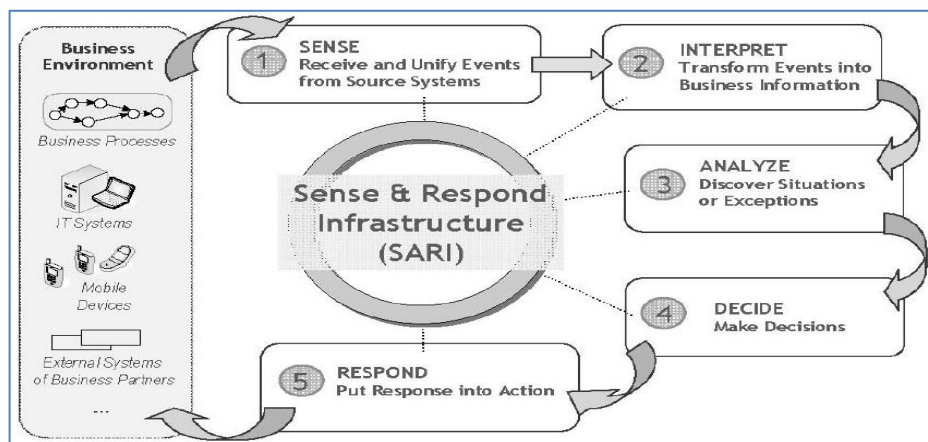 Business
Environment
Business Processes
IT Systems
Mobile
Devices
External Systems
of Business Partners
...
1
SENSE
Receive and Unify Events
from Source Systems
2
INTERPRET
Transform Events into
Business Information
3
ANALYZE
Discover Situations
or Exceptions
4
DECIDE
Make Decisions
5
RESPOND
Put Response into Action
Sense & Respond
Infrastructure
(SARI)